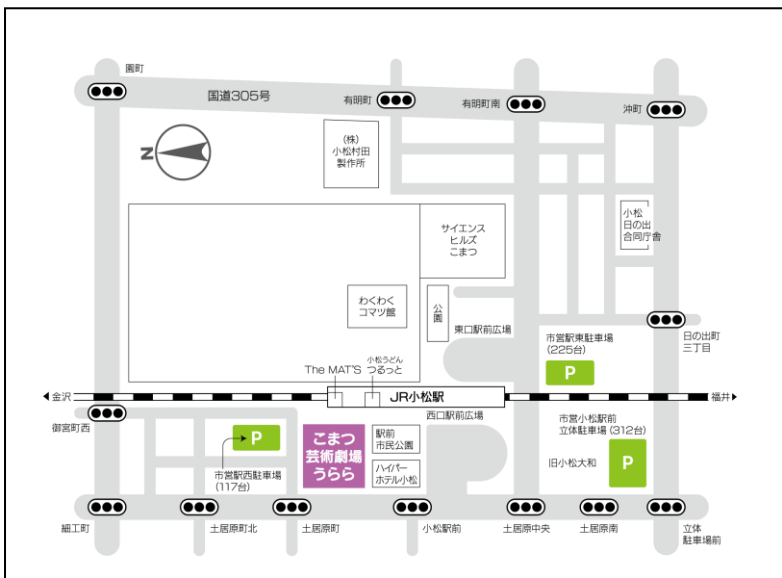 園町
国道305号
有明町
有明町南
沖町
N
(株)
小松村田
製作所
サイエンス
ヒルズ
こまつ
小松
日の出
合同庁舎
わくわく
コマツ館
公園
東口駅前広場
市営駅東駐車場
(225台)
P
日の出町
三丁目
The MAT'S
小松うどん
つるっと
金沢
JR小松駅
福井
御宮町西
西口駅前広場
市営小松駅前
立体駐車場(312台)
P
市営駅西駐車場
(117台)
こまつ
芸術劇場
うらら
駅前
市民公園
ハイパー
ホテル小松
旧小松大和
P
細工町
土居原町北
土居原町
小松駅前
土居原中央
土居原南
立体
駐車場前